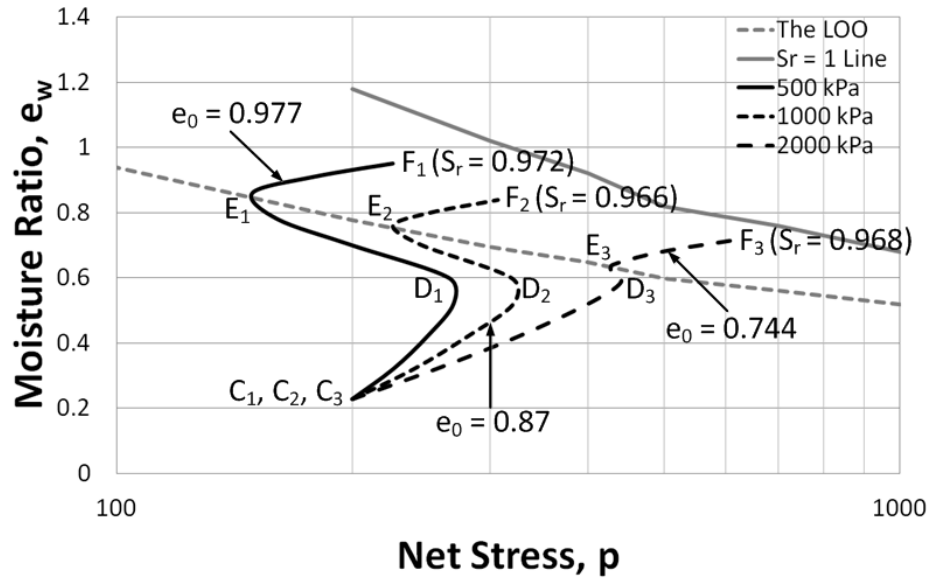 1.4
1.2
1
0.8
0.6
0.4
0.2
0
Moisture Ratio, e_w
The LOO
Sr = 1 Line
500 kPa
1000 kPa
2000 kPa
e₀ = 0.977
F₁ (Sᵣ = 0.972)
F₂ (Sᵣ = 0.966)
F₃ (Sᵣ = 0.968)
E₁
E₂
E₃
D₁
D₂
D₃
e₀ = 0.744
C₁, C₂, C₃
e₀ = 0.87
100
1000
Net Stress, p